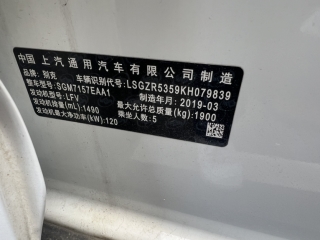 中国 上汽通用汽车有限公司 制造
品牌：别克 车辆识别代号：LSGZR5359KH079839
整车型号：SGM7157EAA1 制造年月：2019-03
发动机型号：LFV 最大允许总质量(kg)：1900
发动机排量(mL)：1490 乘坐人数：5
发动机最大净功率(kW)：120